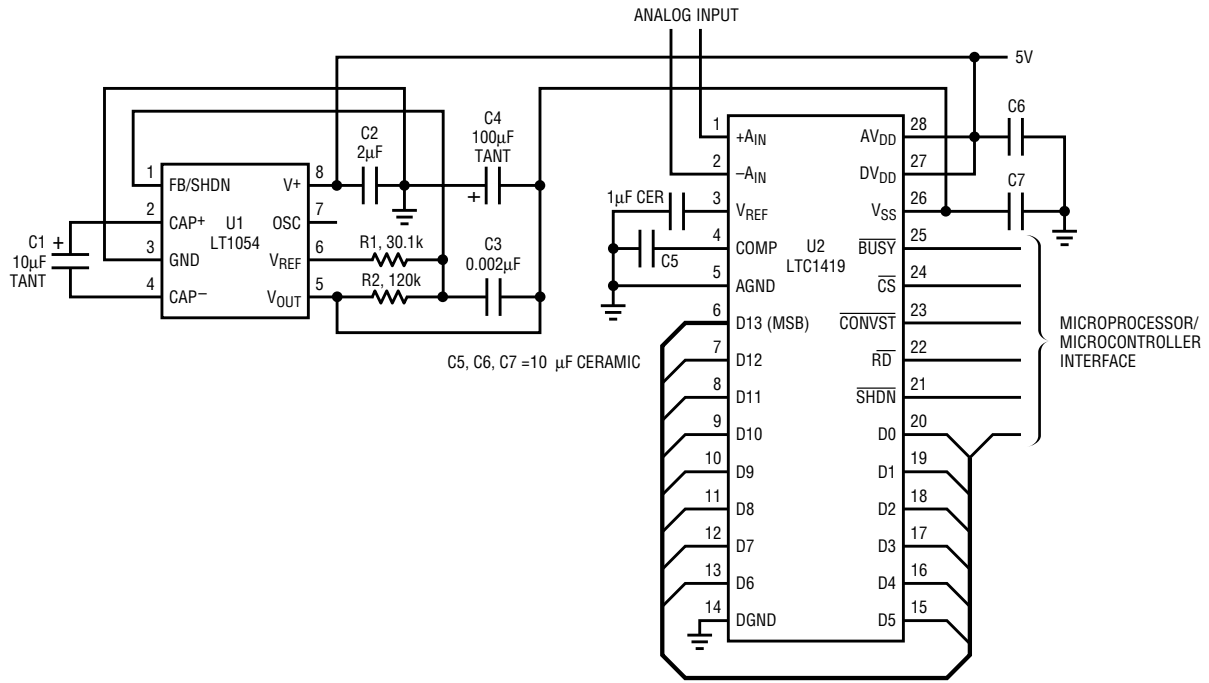 ANALOG INPUT
5V
C2
2µF
C4
100µF
TANT
+
C6
C7
1
FB/SHDN
V+
8
2
CAP+
OSC
7
U1
LT1054
3
GND
VREF
6
4
CAP–
VOUT
5
C1
+
10µF
TANT
R1, 30.1k
R2, 120k
C3
0.002µF
1µF CER
C5
C5, C6, C7 =10 µF CERAMIC
U2
LTC1419
1
+AIN
2
–AIN
3
VREF
4
COMP
5
AGND
6
D13 (MSB)
7
D12
8
D11
9
D10
10
D9
11
D8
12
D7
13
D6
14
DGND
28
AVDD
27
DVDD
26
VSS
25
BUSY
24
CS
23
CONVST
22
RD
21
SHDN
20
D0
19
D1
18
D2
17
D3
16
D4
15
D5
MICROPROCESSOR/
MICROCONTROLLER
INTERFACE